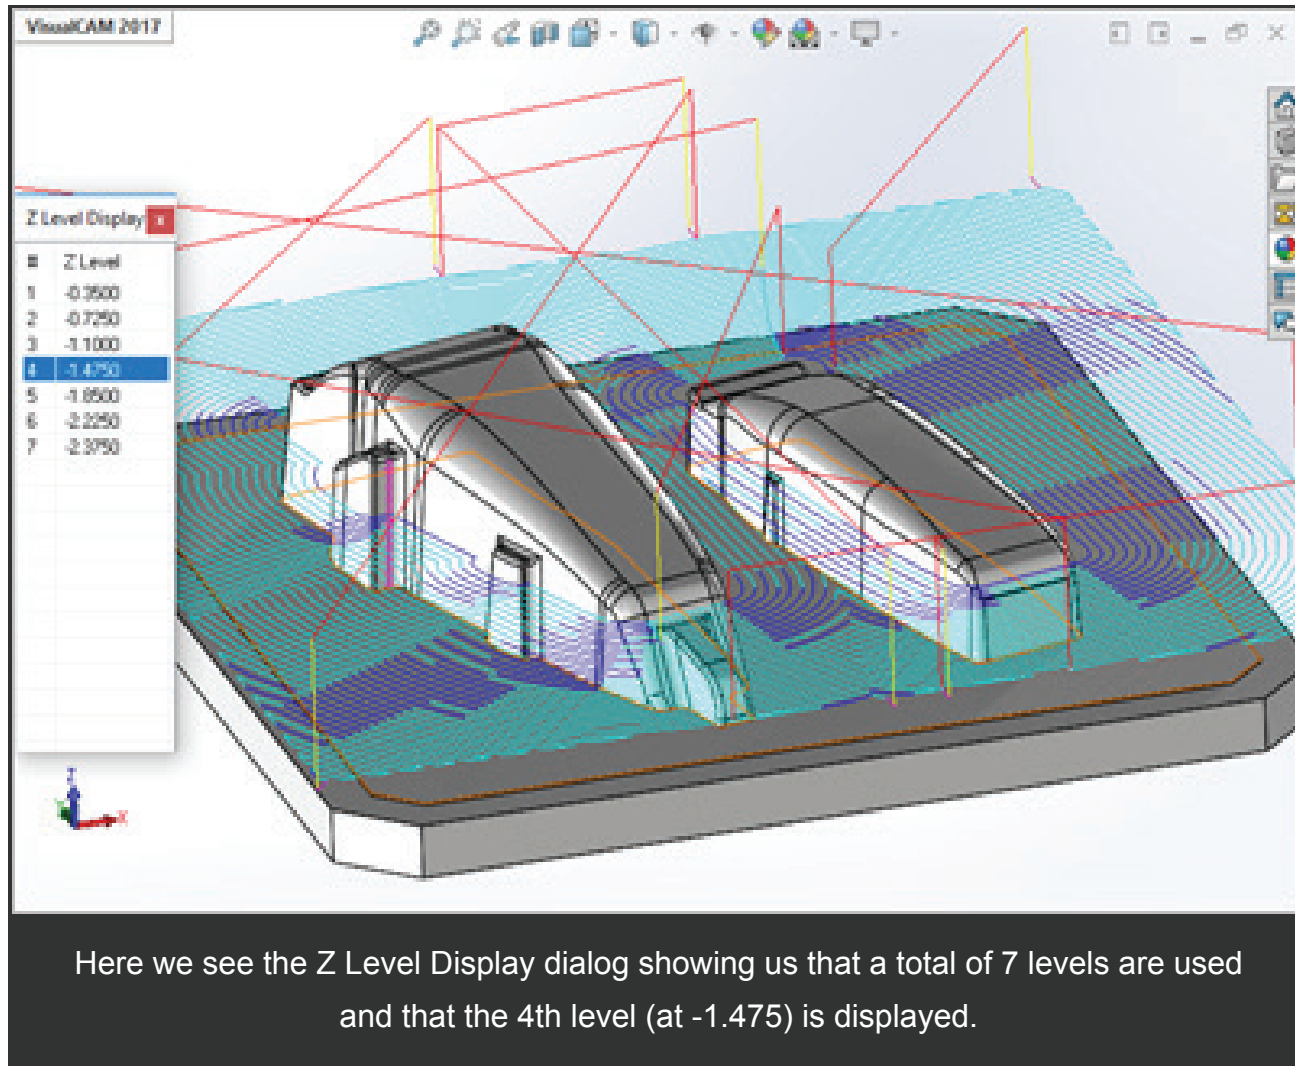 VisualCAM 2017
Z Level Display x
# Z Level
1 -0.3500
2 -0.7250
3 -1.1000
4 -1.4750
5 -1.8500
6 -2.2250
7 -2.3750
Z
Y
X
Here we see the Z Level Display dialog showing us that a total of 7 levels are used
and that the 4th level (at -1.475) is displayed.